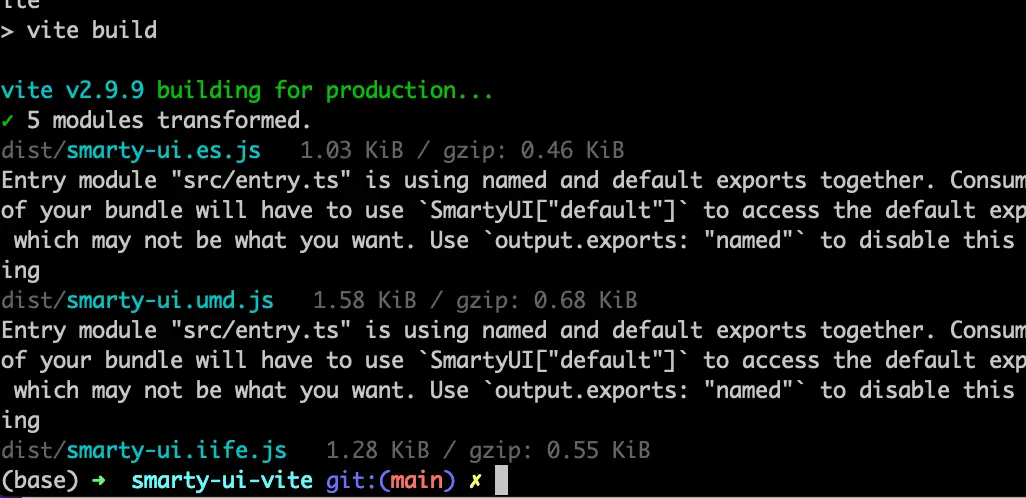 > vite build
vite v2.9.9 building for production...
✓ 5 modules transformed.
dist/smarty-ui.es.js   1.03 KiB / gzip: 0.46 KiB
Entry module "src/entry.ts" is using named and default exports together. Consum
of your bundle will have to use `SmartyUI["default"]` to access the default exp
which may not be what you want. Use `output.exports: "named"` to disable this
ing
dist/smarty-ui.umd.js   1.58 KiB / gzip: 0.68 KiB
Entry module "src/entry.ts" is using named and default exports together. Consum
of your bundle will have to use `SmartyUI["default"]` to access the default exp
which may not be what you want. Use `output.exports: "named"` to disable this
ing
dist/smarty-ui.iife.js   1.28 KiB / gzip: 0.55 KiB
(base) ➜  smarty-ui-vite git:(main) ✗